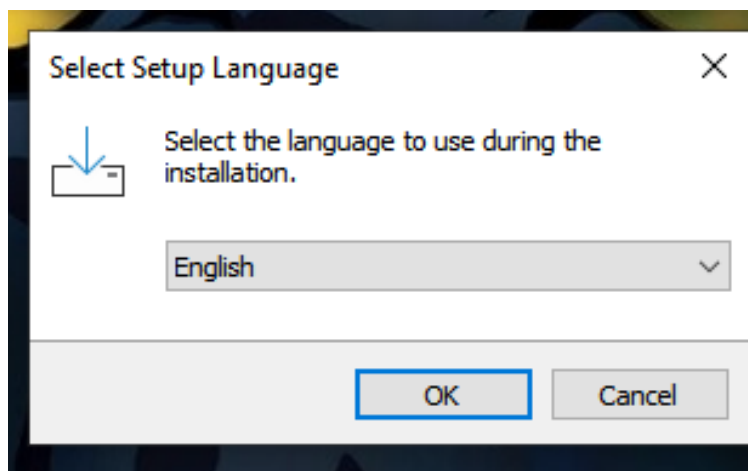 Select Setup Language
Select the language to use during the
installation.
English
OK
Cancel